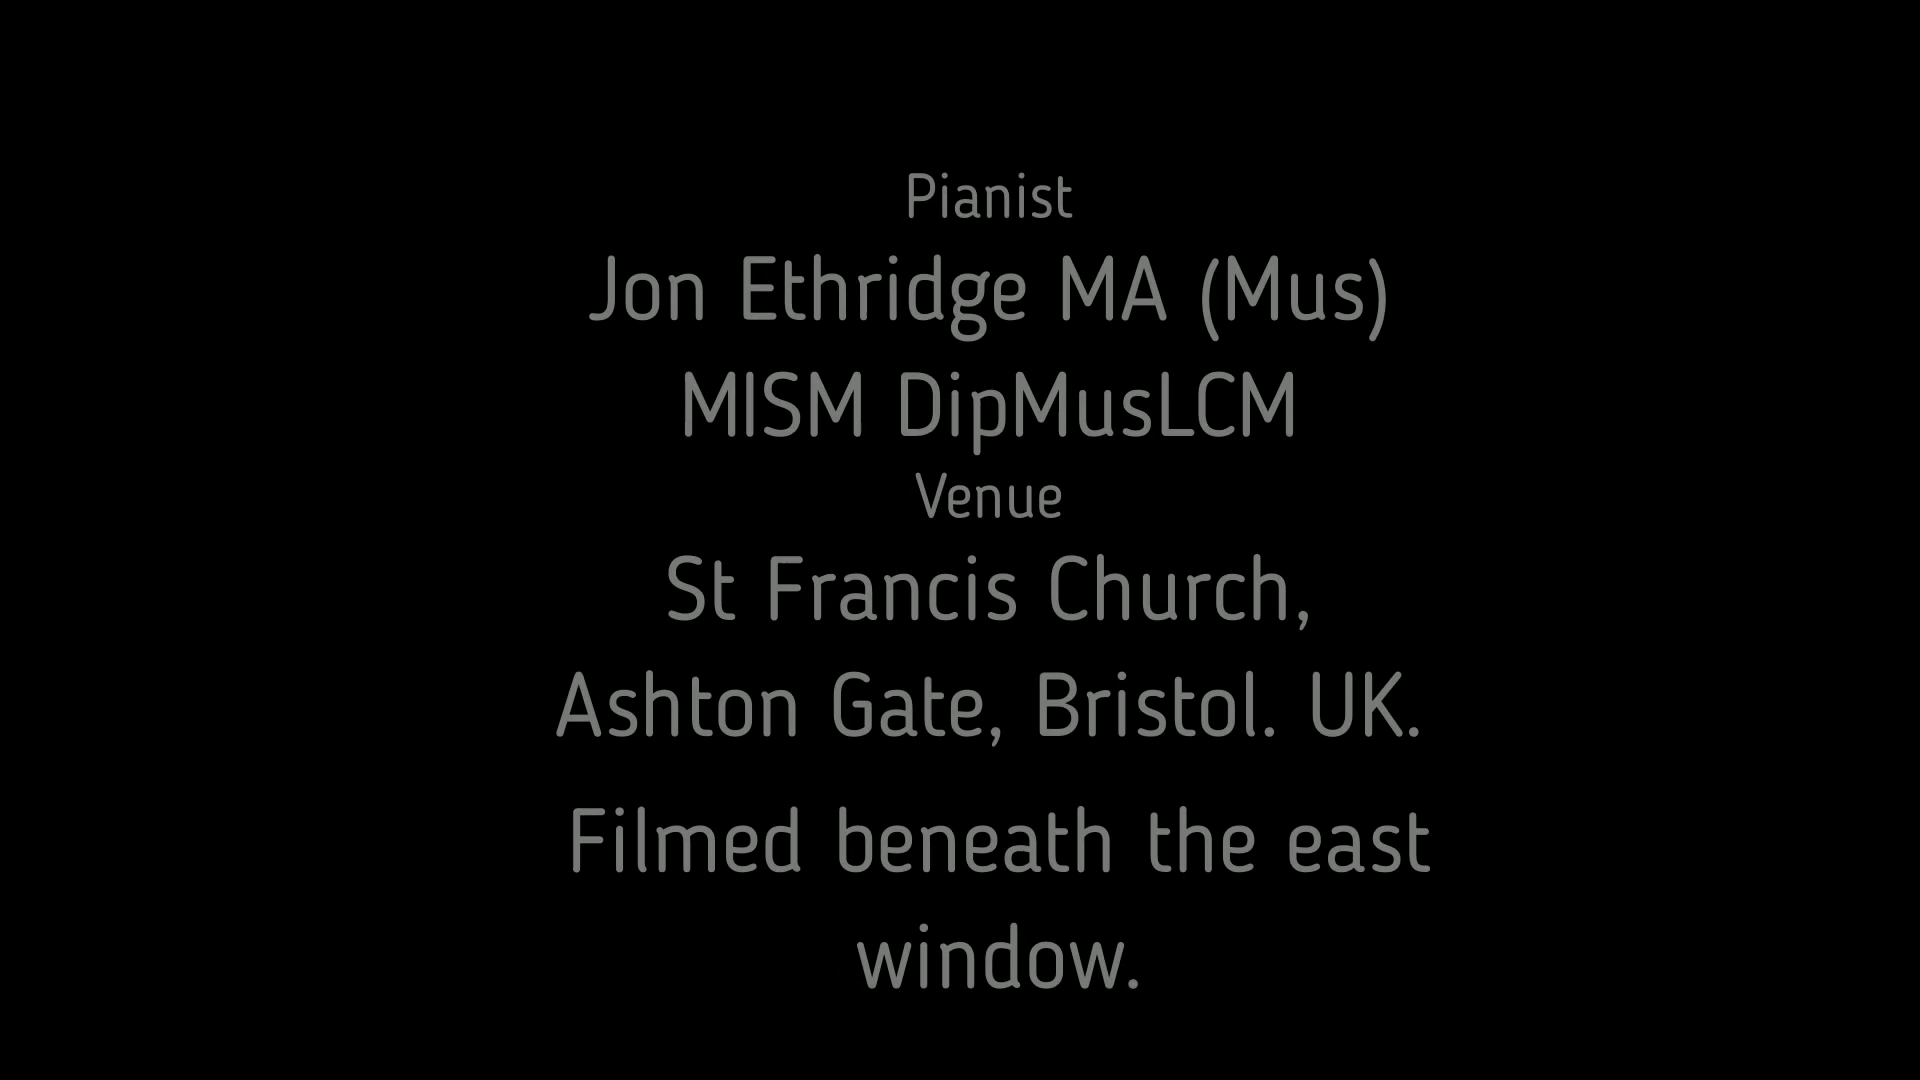 Pianist
Jon Ethridge MA (Mus)
MISM DipMusLCM
Venue
St Francis Church,
Ashton Gate, Bristol. UK.
Filmed beneath the east
window.